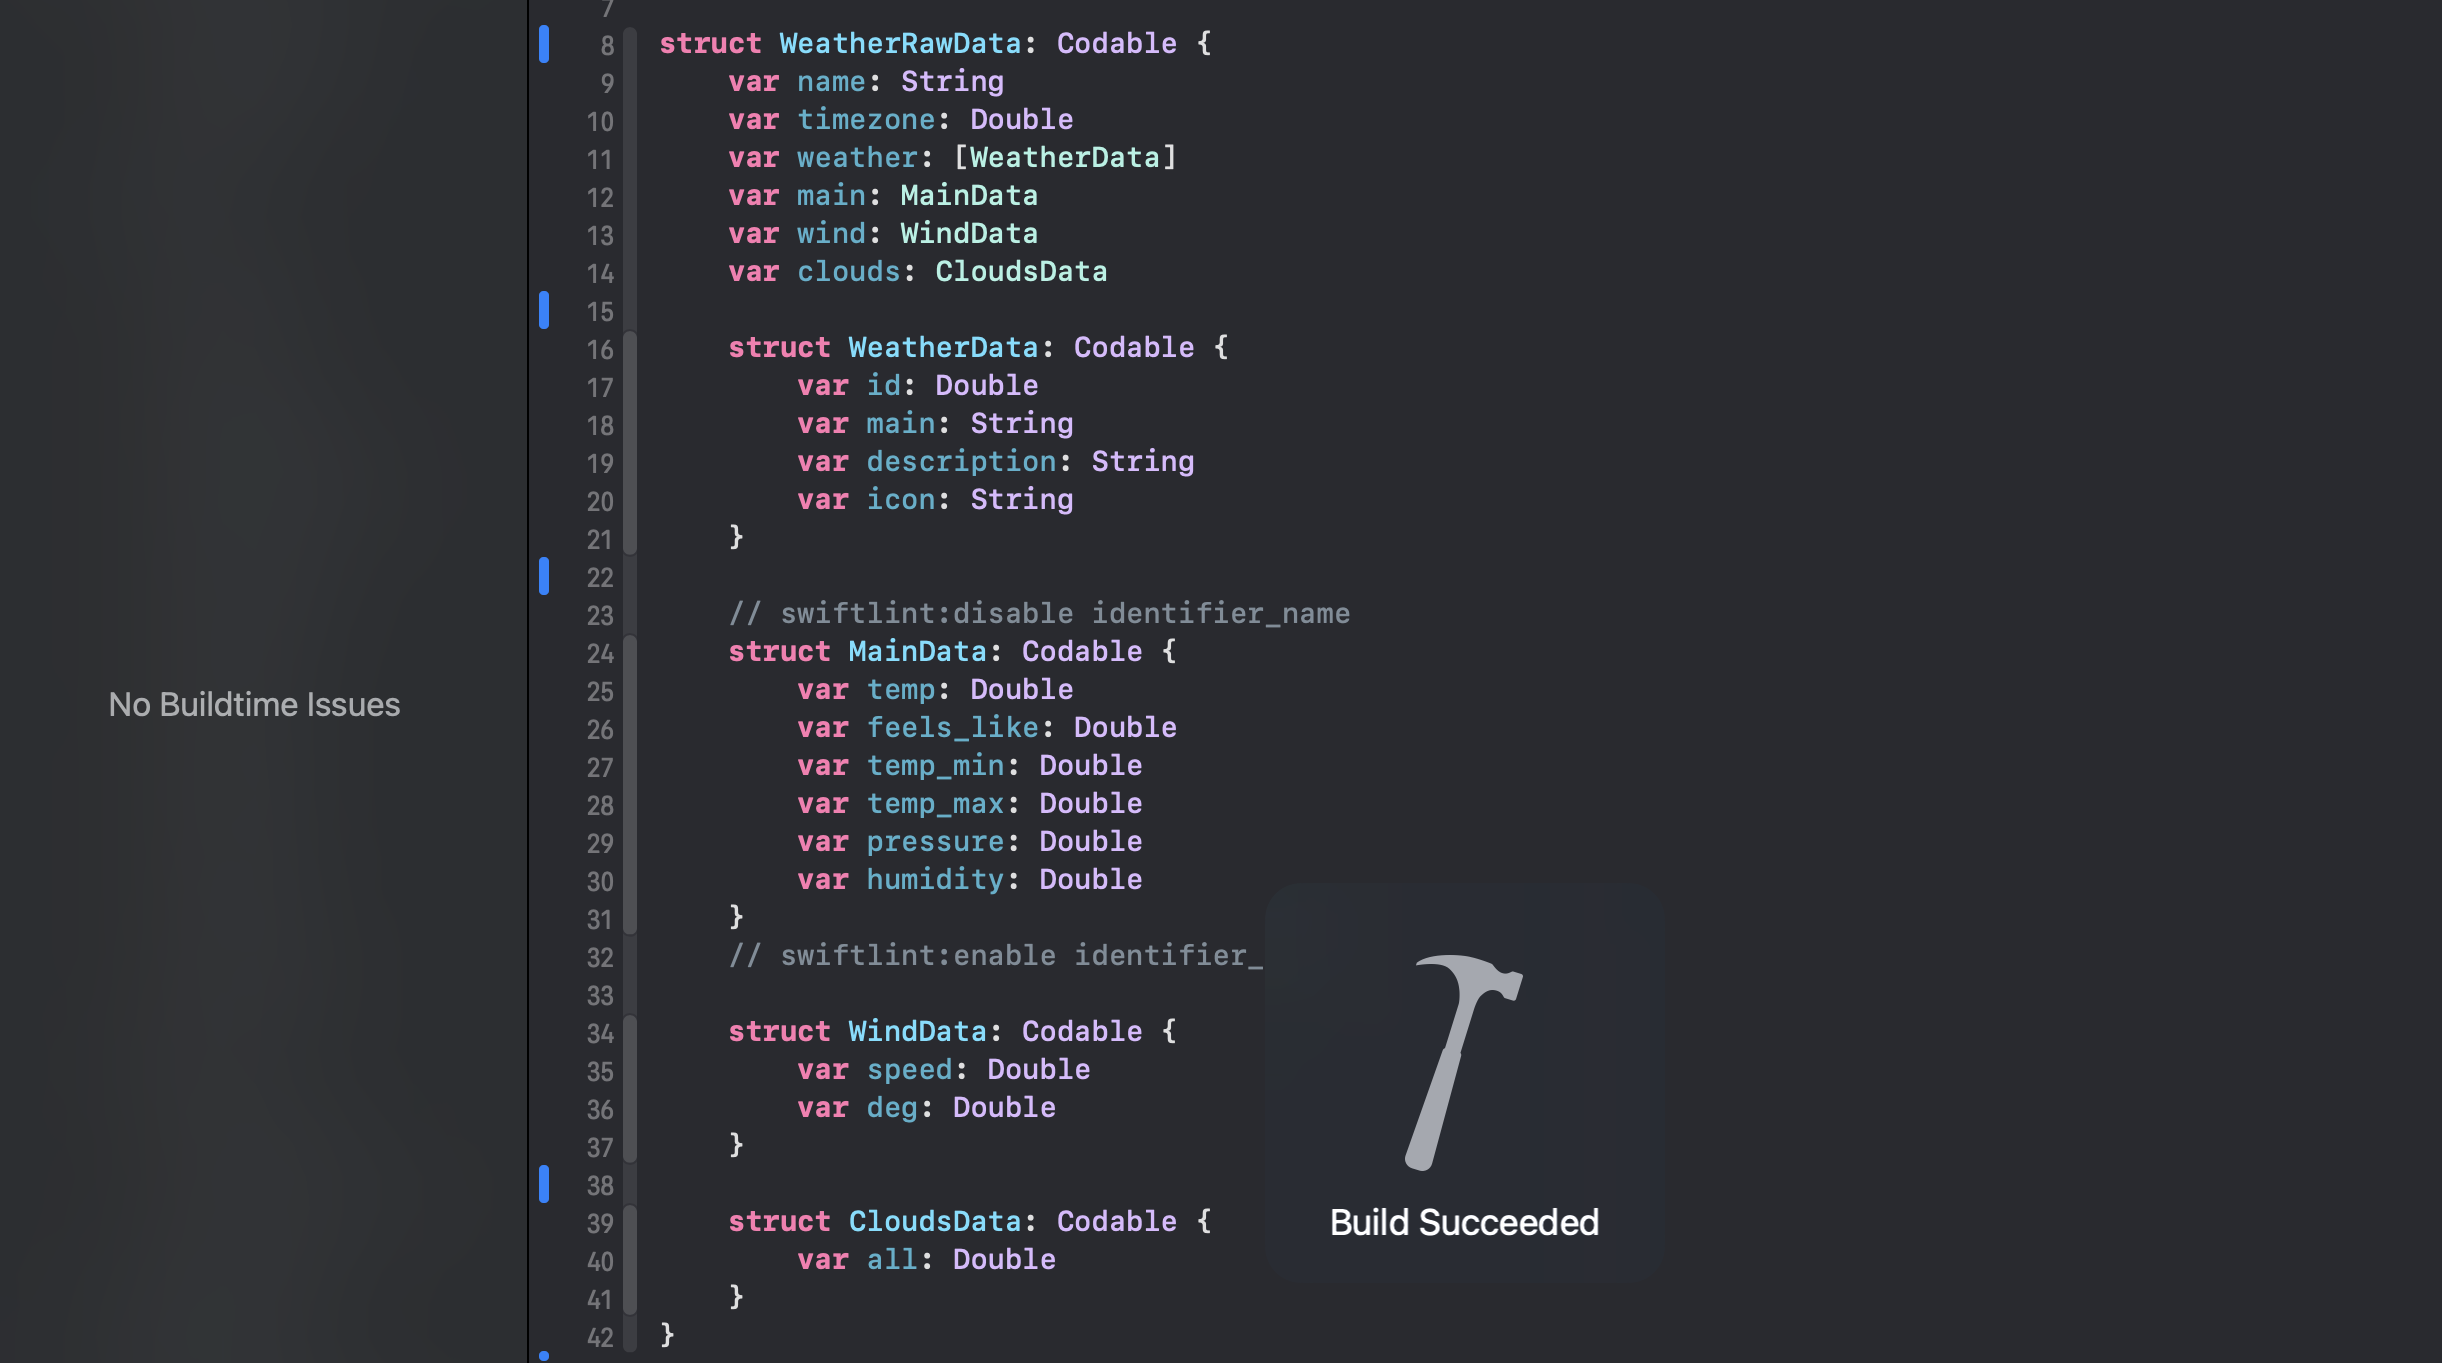 7
8 struct WeatherRawData: Codable {
9 var name: String
10 var timezone: Double
11 var weather: [WeatherData]
12 var main: MainData
13 var wind: WindData
14 var clouds: CloudsData
15
16 struct WeatherData: Codable {
17 var id: Double
18 var main: String
19 var description: String
20 var icon: String
21 }
22
23 // swiftlint:disable identifier_name
24 struct MainData: Codable {
25 var temp: Double
26 var feels_like: Double
27 var temp_min: Double
28 var temp_max: Double
29 var pressure: Double
30 var humidity: Double
31 }
32 // swiftlint:enable identifier_
33
34 struct WindData: Codable {
35 var speed: Double
36 var deg: Double
37 }
38
39 struct CloudsData: Codable {
40 var all: Double
41 }
42 }
No Buildtime Issues
Build Succeeded